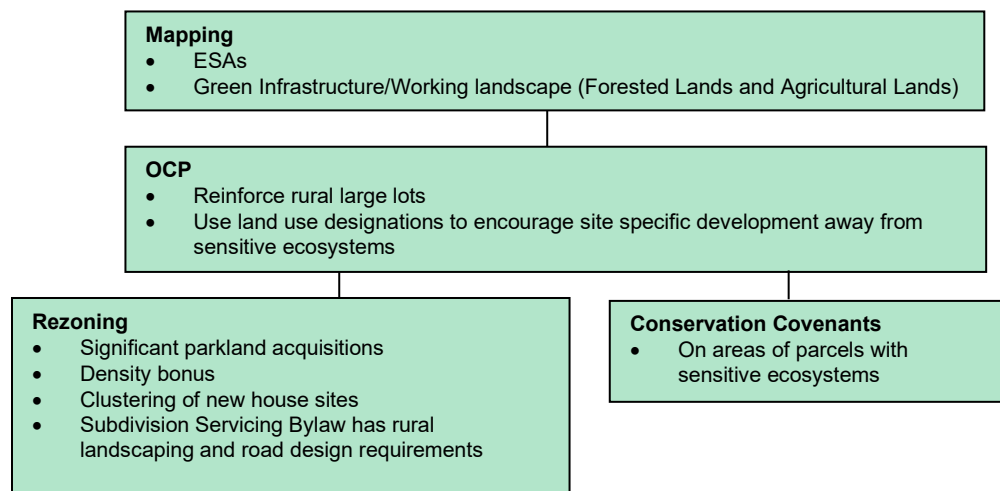 Mapping
• ESAs
• Green Infrastructure/Working landscape (Forested Lands and Agricultural Lands)
OCP
• Reinforce rural large lots
• Use land use designations to encourage site specific development away from
sensitive ecosystems
Rezoning
• Significant parkland acquisitions
• Density bonus
• Clustering of new house sites
• Subdivision Servicing Bylaw has rural
landscaping and road design requirements
Conservation Covenants
• On areas of parcels with
sensitive ecosystems